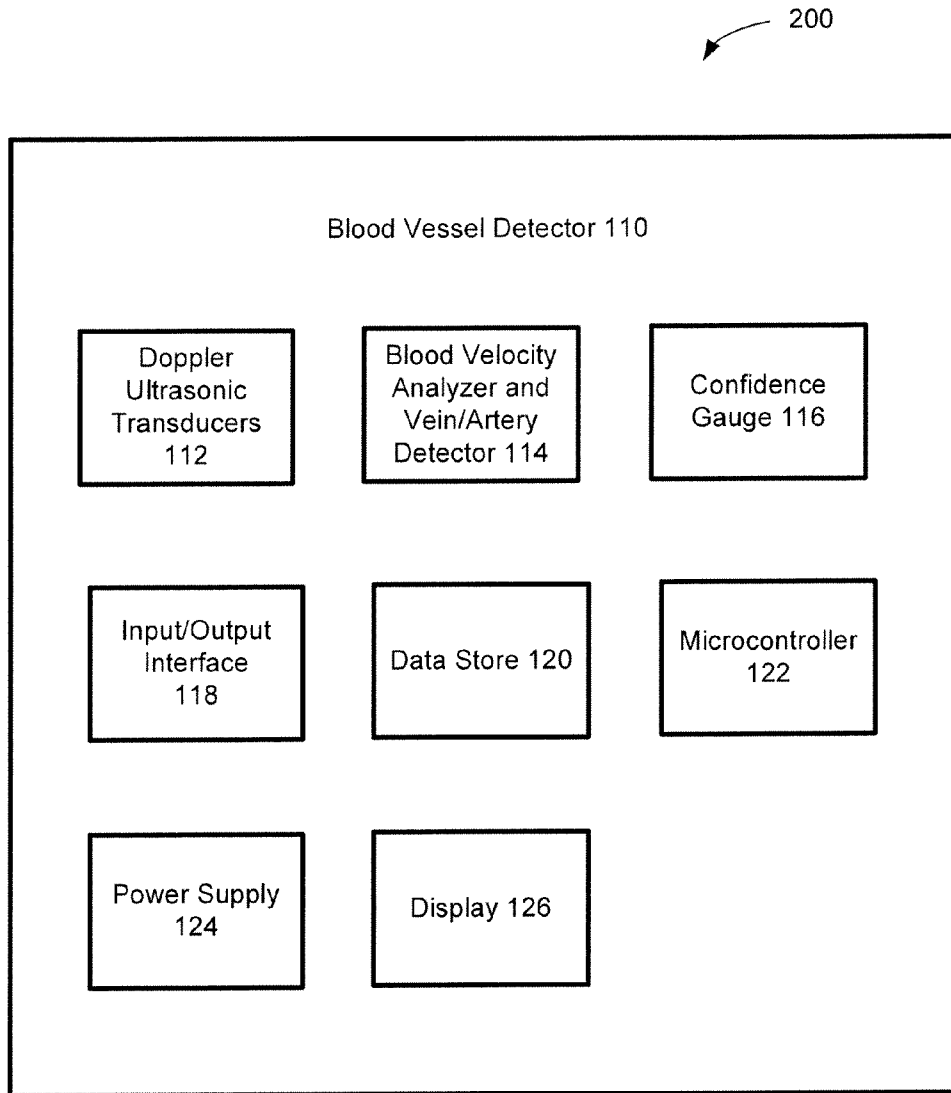 200
Blood Vessel Detector 110
Doppler
Ultrasonic
Transducers
112
Blood Velocity
Analyzer and
Vein/Artery
Detector 114
Confidence
Gauge 116
Input/Output
Interface
118
Data Store 120
Microcontroller
122
Power Supply
124
Display 126